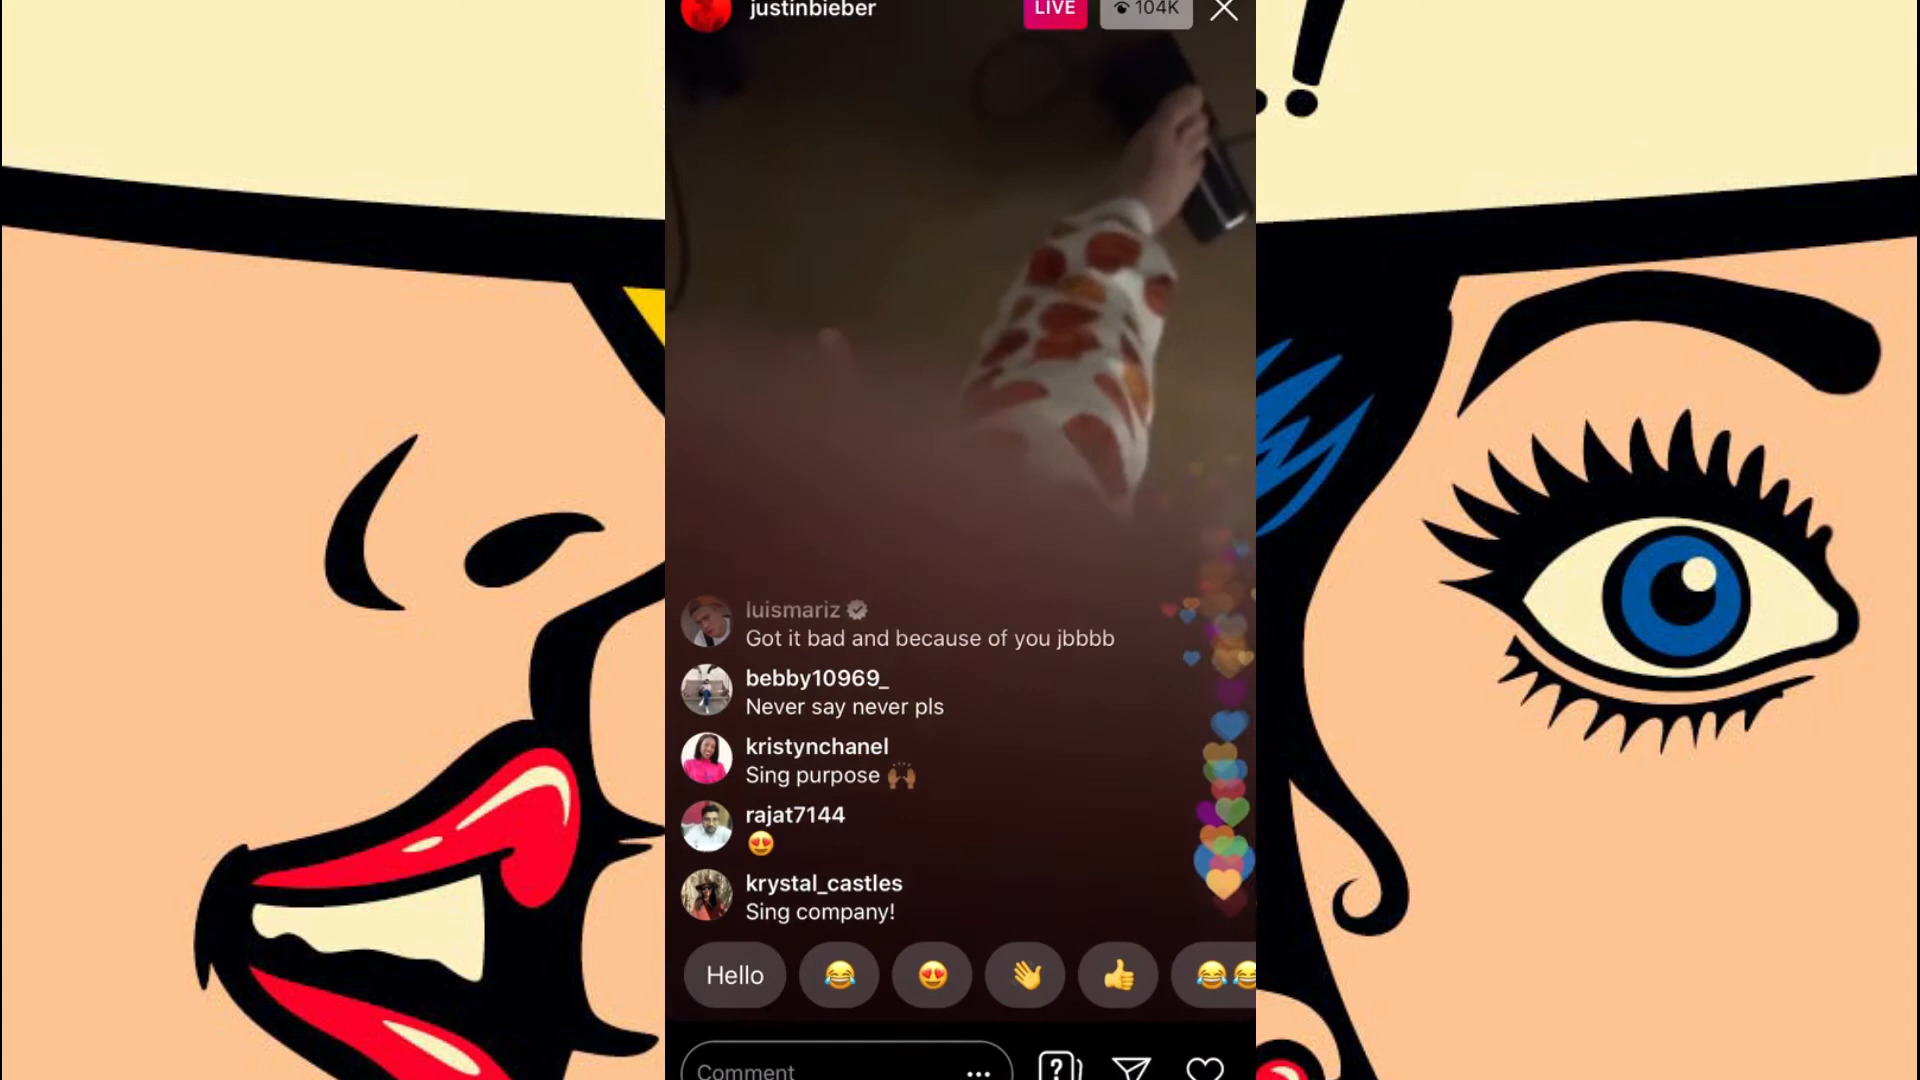 justinbieber
LIVE
104K
.!
luismariz
Got it bad and because of you jbbbb
bebby10969_
Never say never pls
kristynchanel
Sing purpose 🙌🏾
rajat7144
😍
krystal_castles
Sing company!
Hello 😂 😍 👋 👍 😂😂
Comment